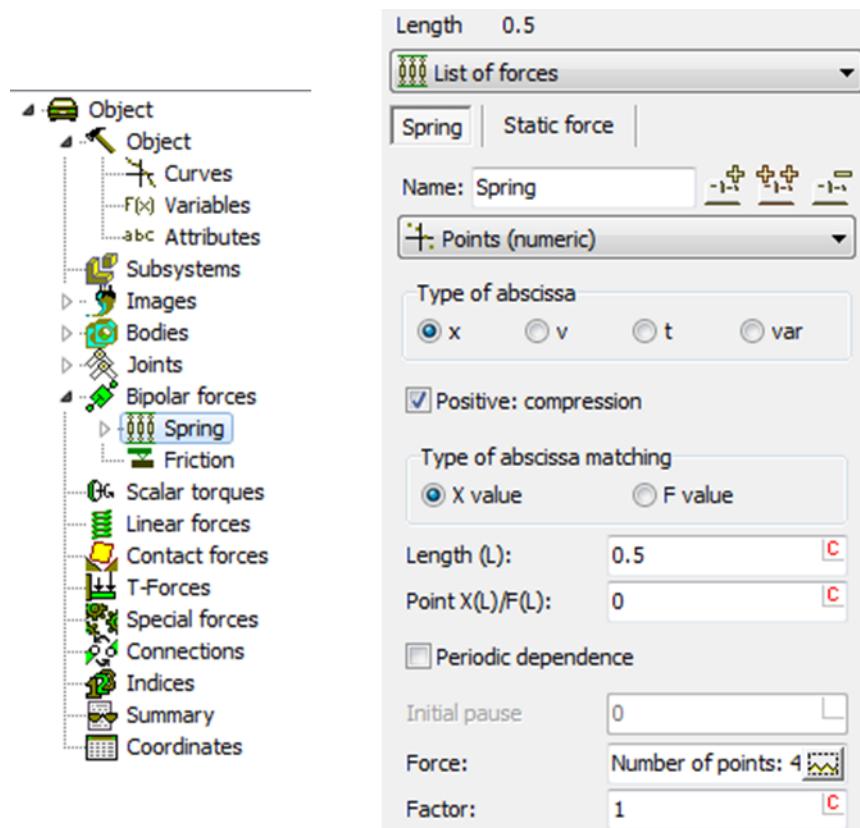 Object
Object
Curves
F(x) Variables
abc Attributes
Subsystems
Images
Bodies
Joints
Bipolar forces
Spring
Friction
Scalar torques
Linear forces
Contact forces
T-Forces
Special forces
Connections
Indices
Summary
Coordinates
Length 0.5
List of forces
Spring Static force
Name: Spring
Points (numeric)
Type of abscissa
x v t var
Positive: compression
Type of abscissa matching
X value F value
Length (L): 0.5 C
Point X(L)/F(L): 0 C
Periodic dependence
Initial pause 0
Force: Number of points: 4
Factor: 1 C